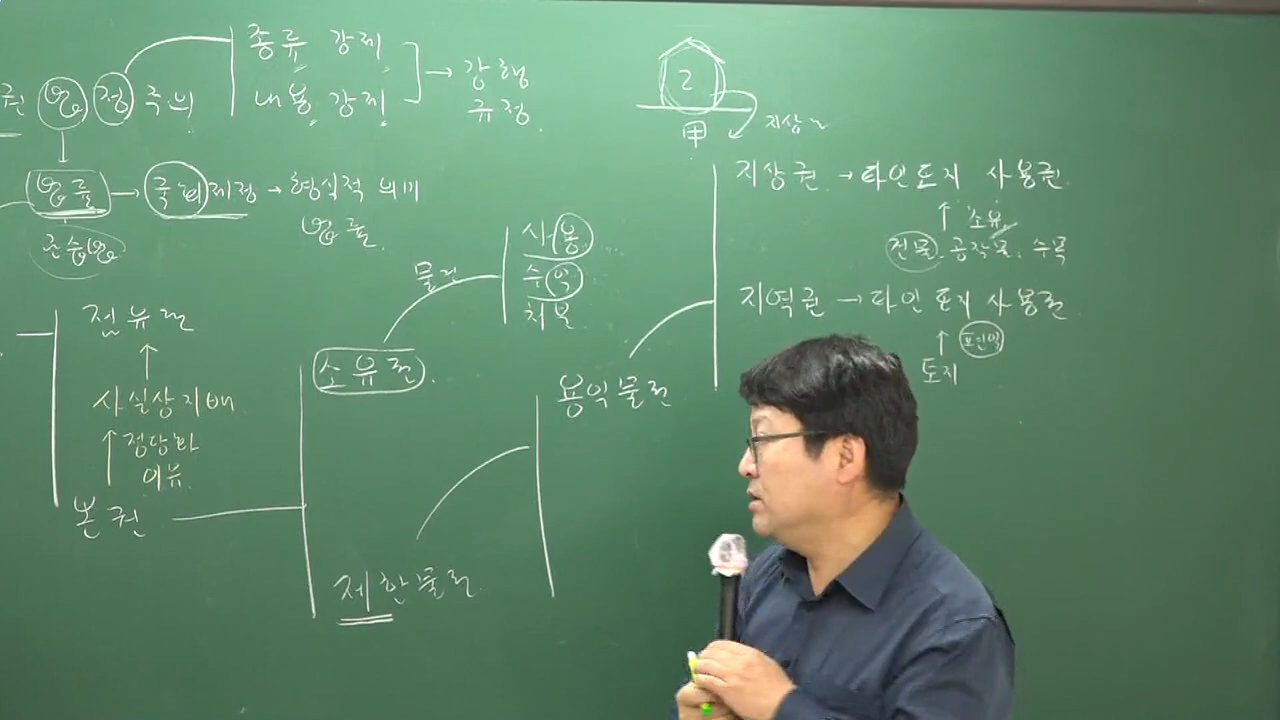 권 법 정 주의
종류 강제
내용 강제
→ 강행
규정
법률 → 국회제정 → 형식적 의미
법률
관습법
점유권
↑
사실상지배
↑ 정당한
이유
본권
물건
사용
수익
처분
소유권
제한물권
용익물권
2
甲
지상
지상권 → 타인토지 사용권
↑ 소유
건물. 공작물. 수목
지역권 → 타인 토지 사용권
↑ 편익
토지